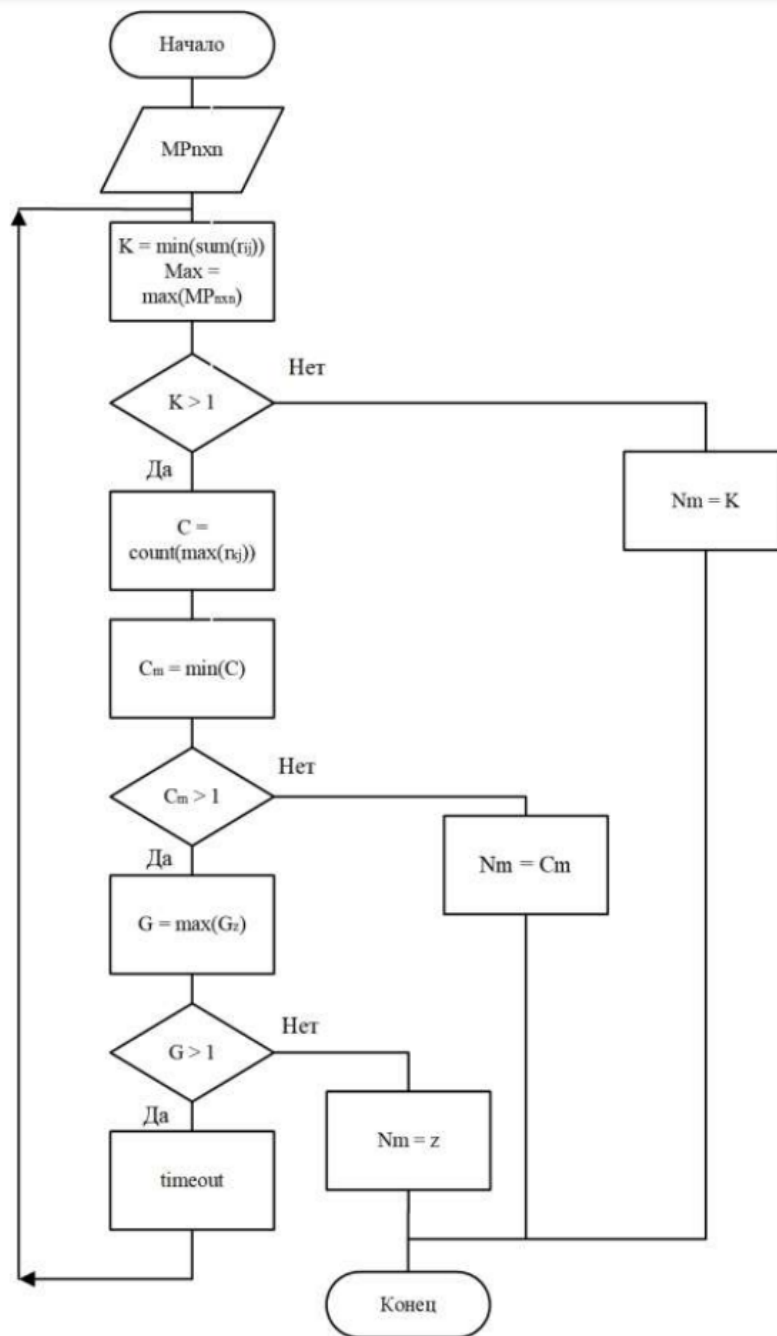 Начало
MPnxn
K = min(sum(rij))
Max =
max(MPnxn)
Нет
K > 1
Да
Nm = K
C =
count(max(rkj))
Cm = min(C)
Нет
Cm > 1
Да
Nm = Cm
G = max(Gz)
Нет
G > 1
Да
Nm = z
timeout
Конец